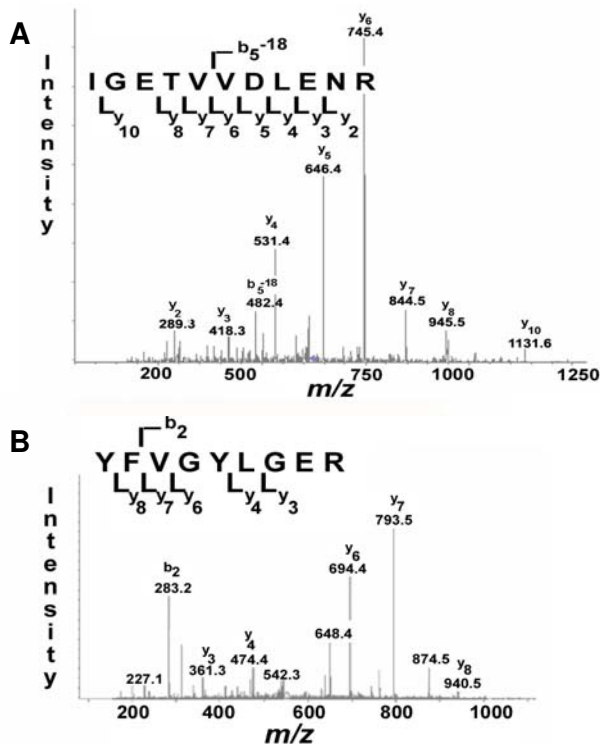 A
Intensity
b5-18
IGETVVDLENR
y10 y8 y7 y6 y5 y4 y3 y2
y6
745.4
y5
646.4
y4
531.4
b5-18
482.4
y2
289.3
y3
418.3
y7
844.5
y8
945.5
y10
1131.6
200 500 750 1000 1250
m/z
B
Intensity
b2
YFVGYLGER
y8 y7 y6 y4 y3
y7
793.5
y6
694.4
b2
283.2
648.4
y4
474.4
y3
361.3
227.1
542.3
874.5
y8
940.5
200 400 600 800 1000
m/z